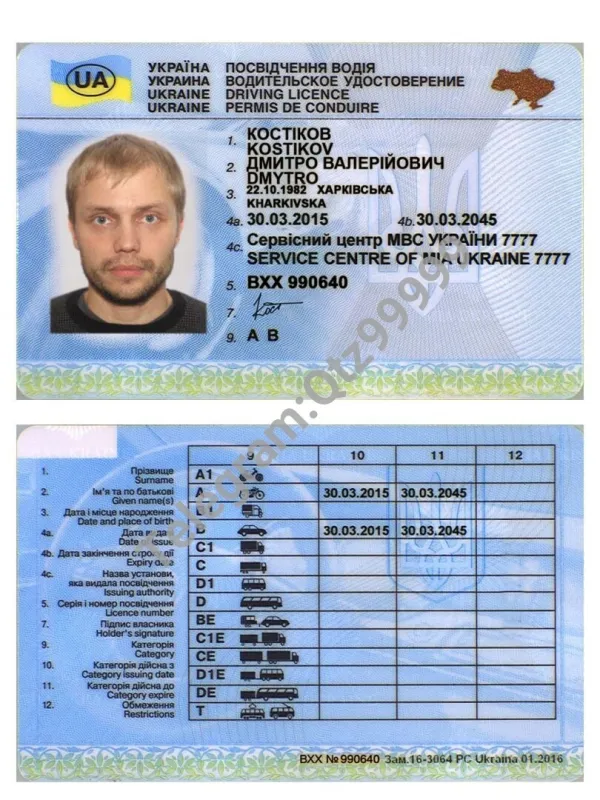 UA
УКРАЇНА ПОСВІДЧЕННЯ ВОДІЯ
УКРАИНА ВОДИТЕЛЬСКОЕ УДОСТОВЕРЕНИЕ
UKRAINE DRIVING LICENCE
UKRAINE PERMIS DE CONDUIRE
1. КОСТІКОВ
KOSTIKOV
2. ДМИТРО ВАЛЕРІЙОВИЧ
DMYTRO
3. 22.10.1982 ХАРКІВСЬКА
KHARKIVSKA
4a. 30.03.2015 4b. 30.03.2045
4c. Сервісний центр МВС УКРАЇНИ 7777
SERVICE CENTRE OF MIA UKRAINE 7777
5. BXX 990640
7.
9. A B
Telegram:Qtz99999
9 10 11 12
1. Прізвище
Surname
2. Ім'я та по батькові
Given name(s)
3. Дата і місце народження
Date and place of birth
4a. Дата видачі
Date of issue
4b. Дата закінчення строку дії
Expiry date
4c. Назва установи,
яка видала посвідчення
Issuing authority
5. Серія і номер посвідчення
Licence number
7. Підпис власника
Holder's signature
9. Категорія
Category
10. Категорія дійсна з
Category issuing date
11. Категорія дійсна до
Category expire
12. Обмеження
Restrictions
A1
A 30.03.2015 30.03.2045
B 30.03.2015 30.03.2045
C1
C
D1
D
BE
C1E
CE
D1E
DE
T
BXX №990640 Зам.16-3064 PC Ukraina 01.2016